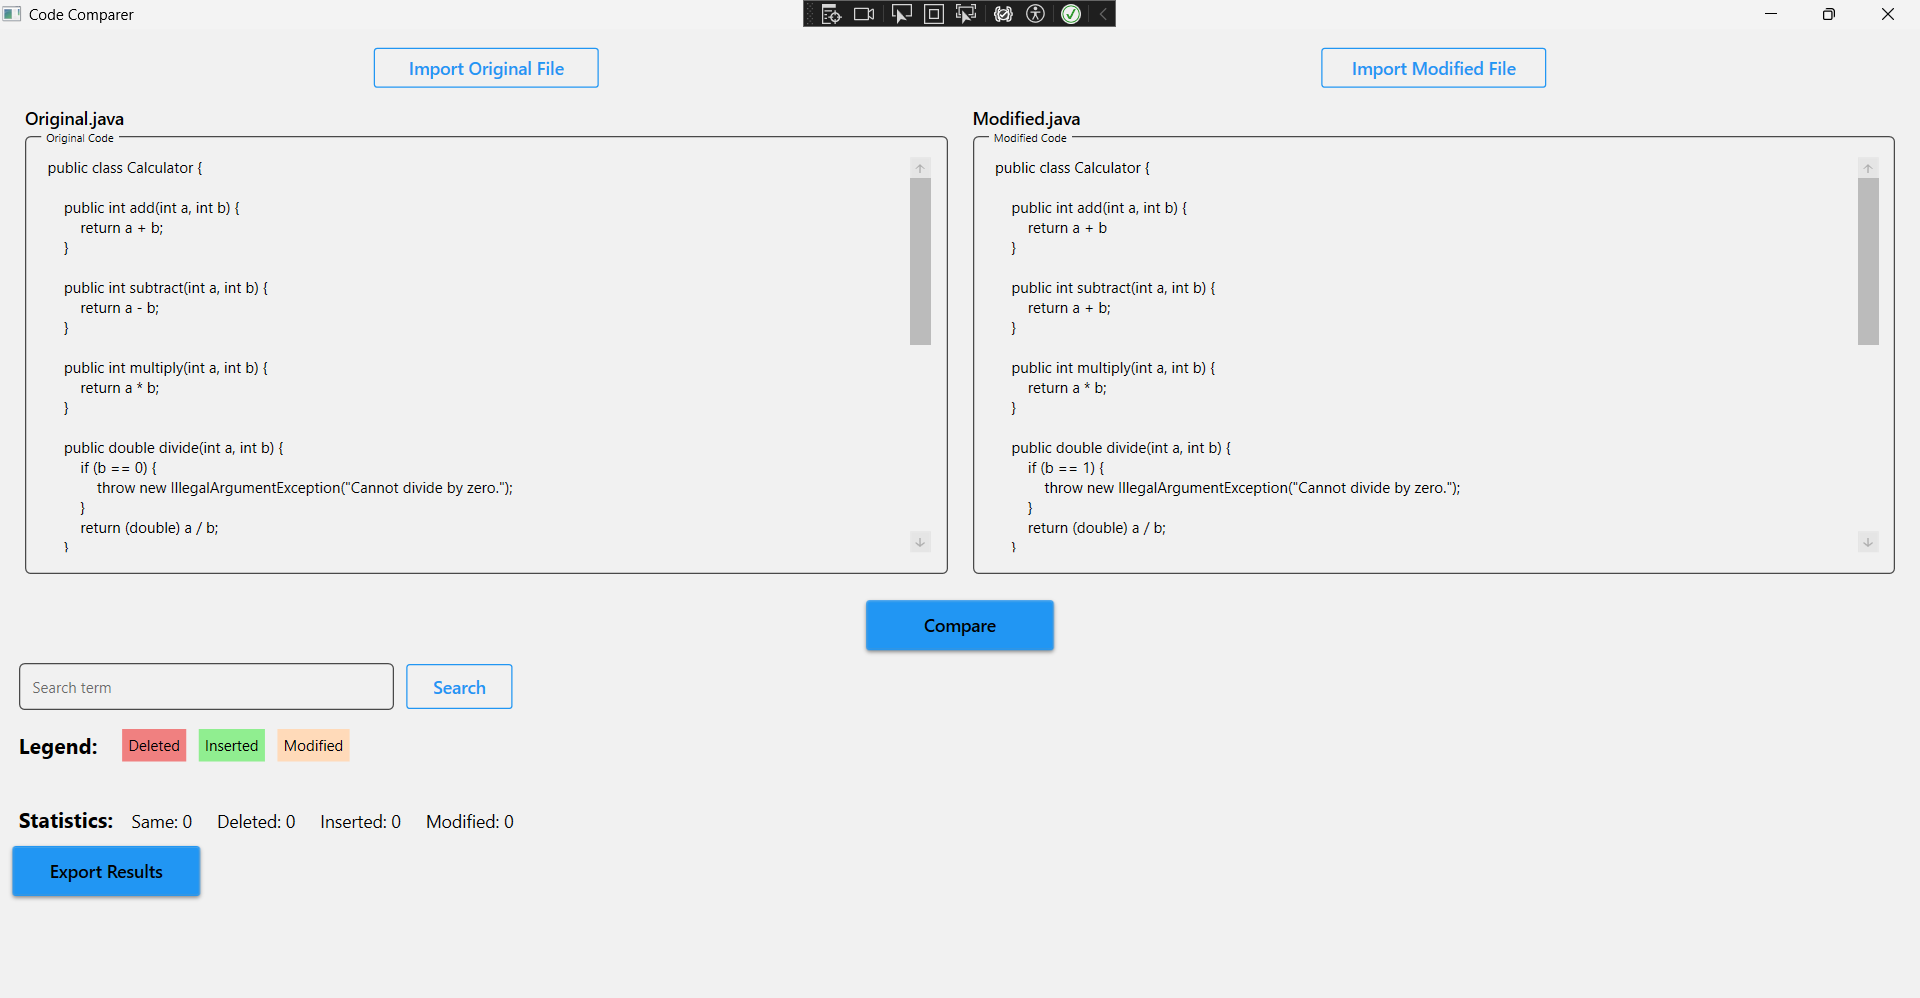 Code Comparer
Import Original File
Import Modified File
Original.java
Original Code
public class Calculator {
public int add(int a, int b) {
return a + b;
}
public int subtract(int a, int b) {
return a - b;
}
public int multiply(int a, int b) {
return a * b;
}
public double divide(int a, int b) {
if (b == 0) {
throw new IllegalArgumentException("Cannot divide by zero.");
}
return (double) a / b;
}
Modified.java
Modified Code
public class Calculator {
public int add(int a, int b) {
return a + b
}
public int subtract(int a, int b) {
return a + b;
}
public int multiply(int a, int b) {
return a * b;
}
public double divide(int a, int b) {
if (b == 1) {
throw new IllegalArgumentException("Cannot divide by zero.");
}
return (double) a / b;
}
Compare
Search term
Search
Legend: Deleted Inserted Modified
Statistics: Same: 0 Deleted: 0 Inserted: 0 Modified: 0
Export Results